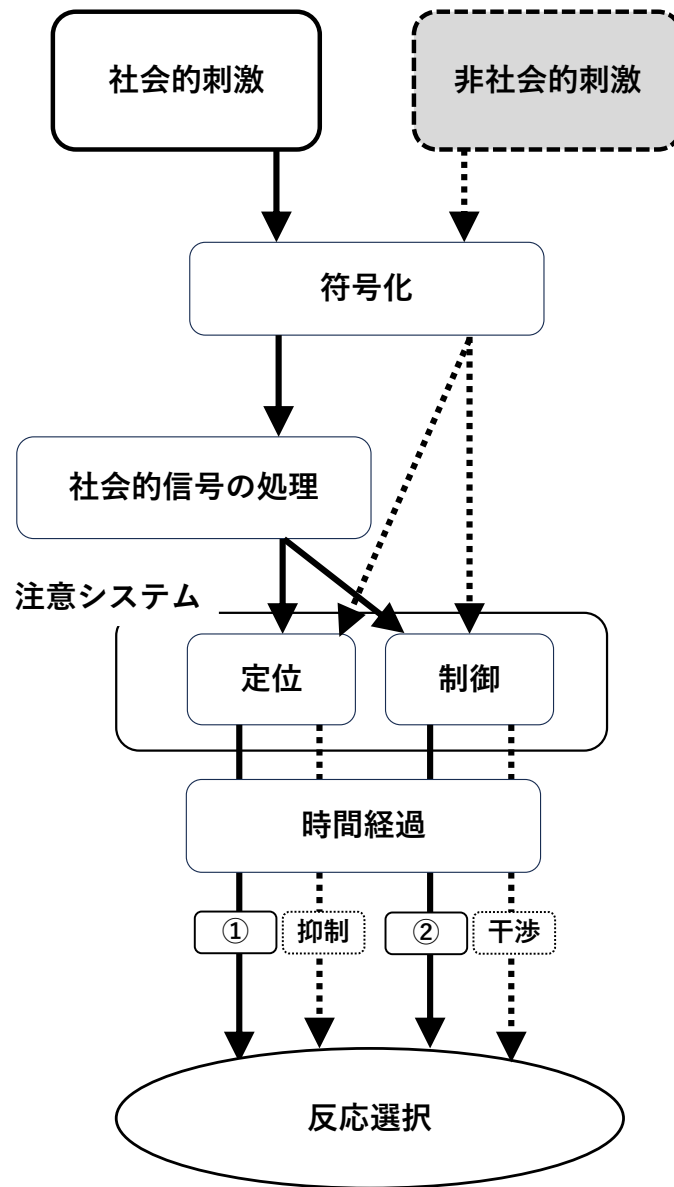 社会的刺激
非社会的刺激
符号化
社会的信号の処理
注意システム
定位
制御
時間経過
①
抑制
②
干渉
反応選択